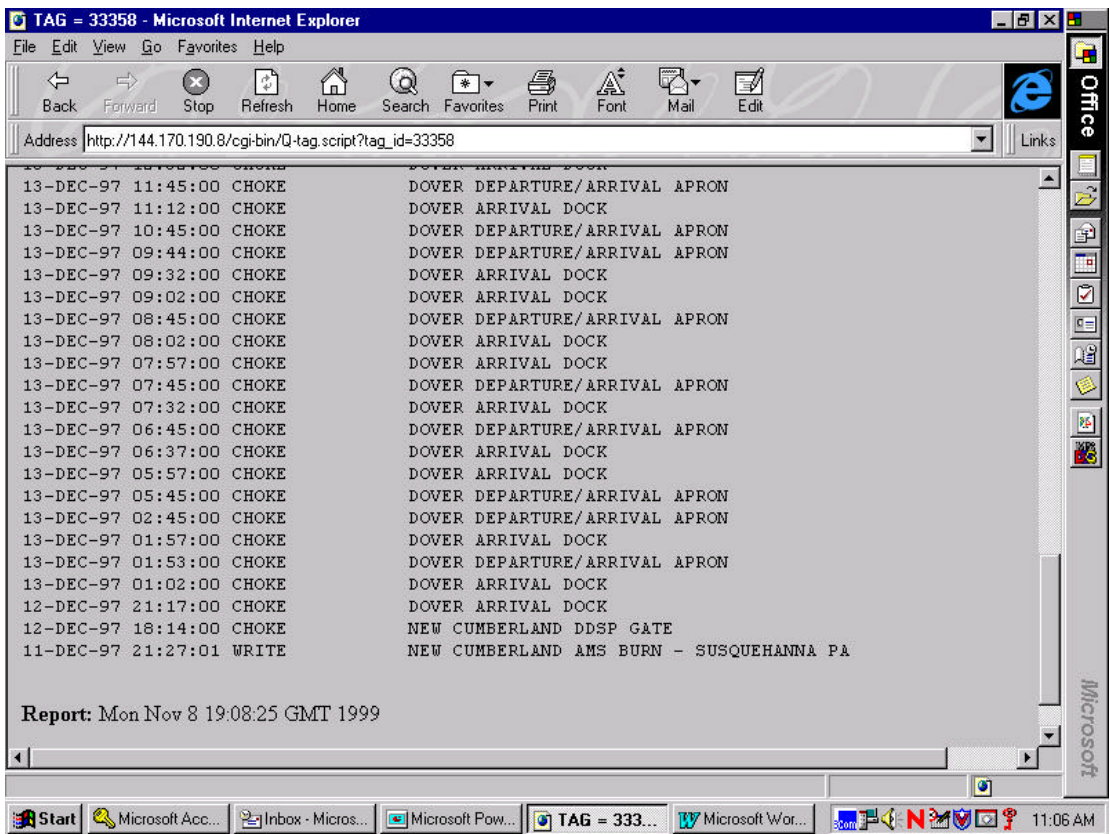 TAG = 33358 - Microsoft Internet Explorer
File Edit View Go Favorites Help
Back Forward Stop Refresh Home Search Favorites Print Font Mail Edit
Address http://144.170.190.8/cgi-bin/Q-tag.script?tag_id=33358 Links
13-DEC-97 11:45:00 CHOKE DOVER DEPARTURE/ARRIVAL APRON
13-DEC-97 11:12:00 CHOKE DOVER ARRIVAL DOCK
13-DEC-97 10:45:00 CHOKE DOVER DEPARTURE/ARRIVAL APRON
13-DEC-97 09:44:00 CHOKE DOVER DEPARTURE/ARRIVAL APRON
13-DEC-97 09:32:00 CHOKE DOVER ARRIVAL DOCK
13-DEC-97 09:02:00 CHOKE DOVER ARRIVAL DOCK
13-DEC-97 08:45:00 CHOKE DOVER DEPARTURE/ARRIVAL APRON
13-DEC-97 08:02:00 CHOKE DOVER ARRIVAL DOCK
13-DEC-97 07:57:00 CHOKE DOVER ARRIVAL DOCK
13-DEC-97 07:45:00 CHOKE DOVER DEPARTURE/ARRIVAL APRON
13-DEC-97 07:32:00 CHOKE DOVER ARRIVAL DOCK
13-DEC-97 06:45:00 CHOKE DOVER DEPARTURE/ARRIVAL APRON
13-DEC-97 06:37:00 CHOKE DOVER ARRIVAL DOCK
13-DEC-97 05:57:00 CHOKE DOVER ARRIVAL DOCK
13-DEC-97 05:45:00 CHOKE DOVER DEPARTURE/ARRIVAL APRON
13-DEC-97 02:45:00 CHOKE DOVER DEPARTURE/ARRIVAL APRON
13-DEC-97 01:57:00 CHOKE DOVER ARRIVAL DOCK
13-DEC-97 01:53:00 CHOKE DOVER DEPARTURE/ARRIVAL APRON
13-DEC-97 01:02:00 CHOKE DOVER ARRIVAL DOCK
12-DEC-97 21:17:00 CHOKE DOVER ARRIVAL DOCK
12-DEC-97 18:14:00 CHOKE NEW CUMBERLAND DDSP GATE
11-DEC-97 21:27:01 WRITE NEW CUMBERLAND AMS BURN - SUSQUEHANNA PA
Report: Mon Nov 8 19:08:25 GMT 1999
Office
Microsoft
Start Microsoft Acc... Inbox - Micros... Microsoft Pow... TAG = 333... Microsoft Wor... 11:06 AM